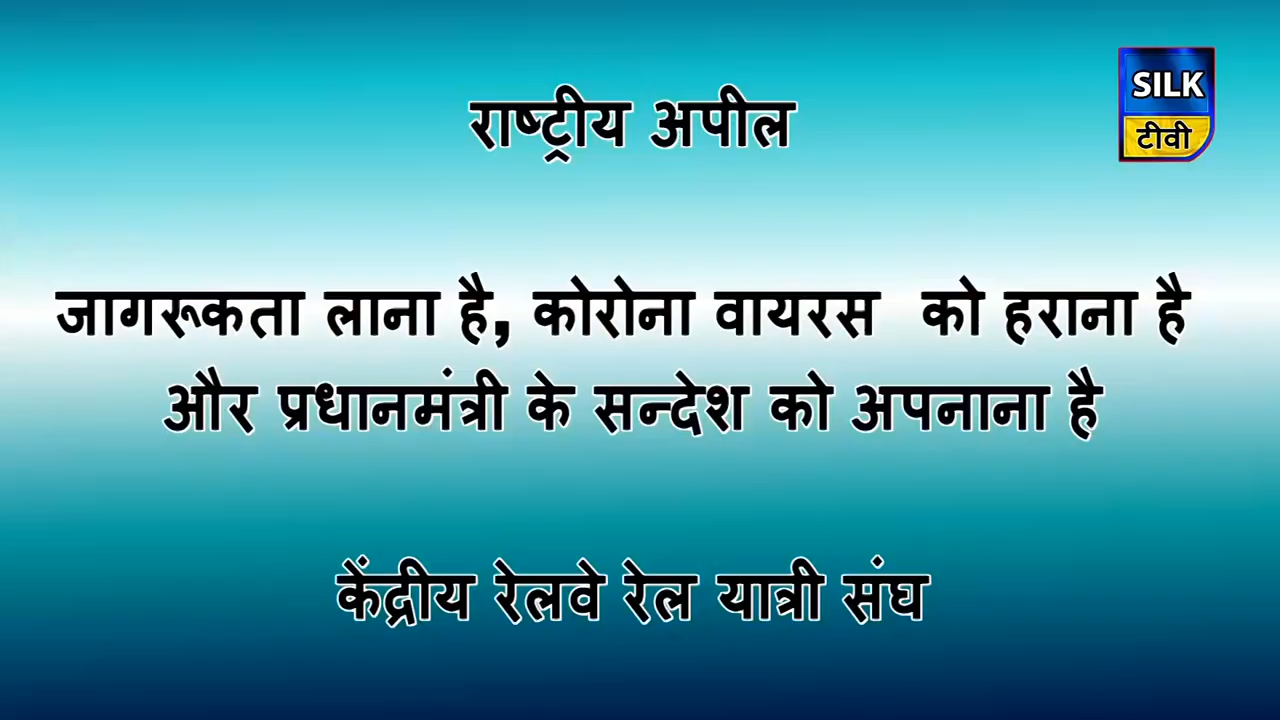 राष्ट्रीय अपील
SILK
टीवी
जागरूकता लाना है, कोरोना वायरस को हराना है
और प्रधानमंत्री के सन्देश को अपनाना है
केंद्रीय रेलवे रेल यात्री संघ